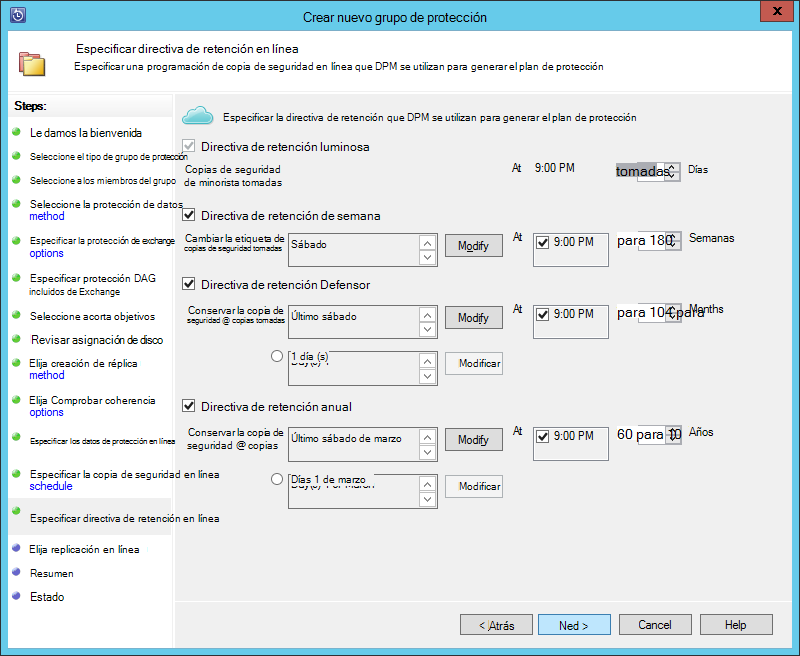 Crear nuevo grupo de protección
x
Especificar directiva de retención en línea
Especificar una programación de copia de seguridad en línea que DPM se utilizan para generar el plan de protección
Steps:
Le damos la bienvenida
Seleccione el tipo de grupo de protección
Seleccione a los miembros del grupo
Seleccione la protección de datos
method
Especificar la protección de exchange
options
Especificar protección DAG
incluidos de Exchange
Seleccione acorta objetivos
Revisar asignación de disco
Elija creación de réplica
method
Elija Comprobar coherencia
options
Especificar los datos de protección en línea
Especificar la copia de seguridad en línea
schedule
Especificar directiva de retención en línea
Elija replicación en línea
Resumen
Estado
Especificar la directiva de retención que DPM se utilizan para generar el plan de protección
Directiva de retención luminosa
Copias de seguridad
de minorista tomadas
At 9:00 PM tomadas Días
Directiva de retención de semana
Cambiar la etiqueta de
copias de seguridad tomadas
Sábado
Modify
At 9:00 PM para 180 Semanas
Directiva de retención Defensor
Conservar la copia de
seguridad @ copias tomadas
Último sábado
Modify
At 9:00 PM para 104 para Months
1 día (s)
Modificar
Directiva de retención anual
Conservar la copia de
seguridad @ copias
Último sábado de marzo
Modify
At 9:00 PM 60 para 10 Años
Días 1 de marzo
Modificar
< Atrás
Ned >
Cancel
Help